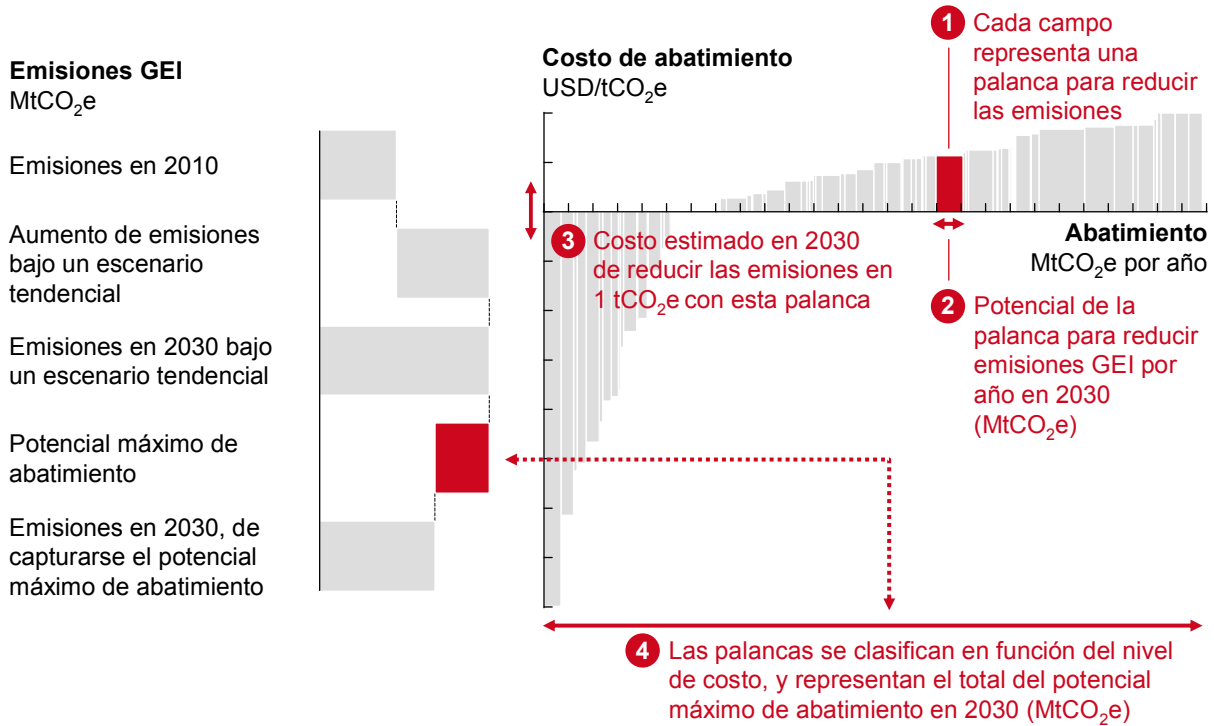 Emisiones GEI
MtCO₂e
Emisiones en 2010
Aumento de emisiones
bajo un escenario
tendencial
Emisiones en 2030 bajo
un escenario tendencial
Potencial máximo de
abatimiento
Emisiones en 2030, de
capturarse el potencial
máximo de abatimiento
Costo de abatimiento
USD/tCO₂e
1 Cada campo
representa una
palanca para reducir
las emisiones
Abatimiento
MtCO₂e por año
3 Costo estimado en 2030
de reducir las emisiones en
1 tCO₂e con esta palanca
2 Potencial de la
palanca para reducir
emisiones GEI por
año en 2030
(MtCO₂e)
4 Las palancas se clasifican en función del nivel
de costo, y representan el total del potencial
máximo de abatimiento en 2030 (MtCO₂e)